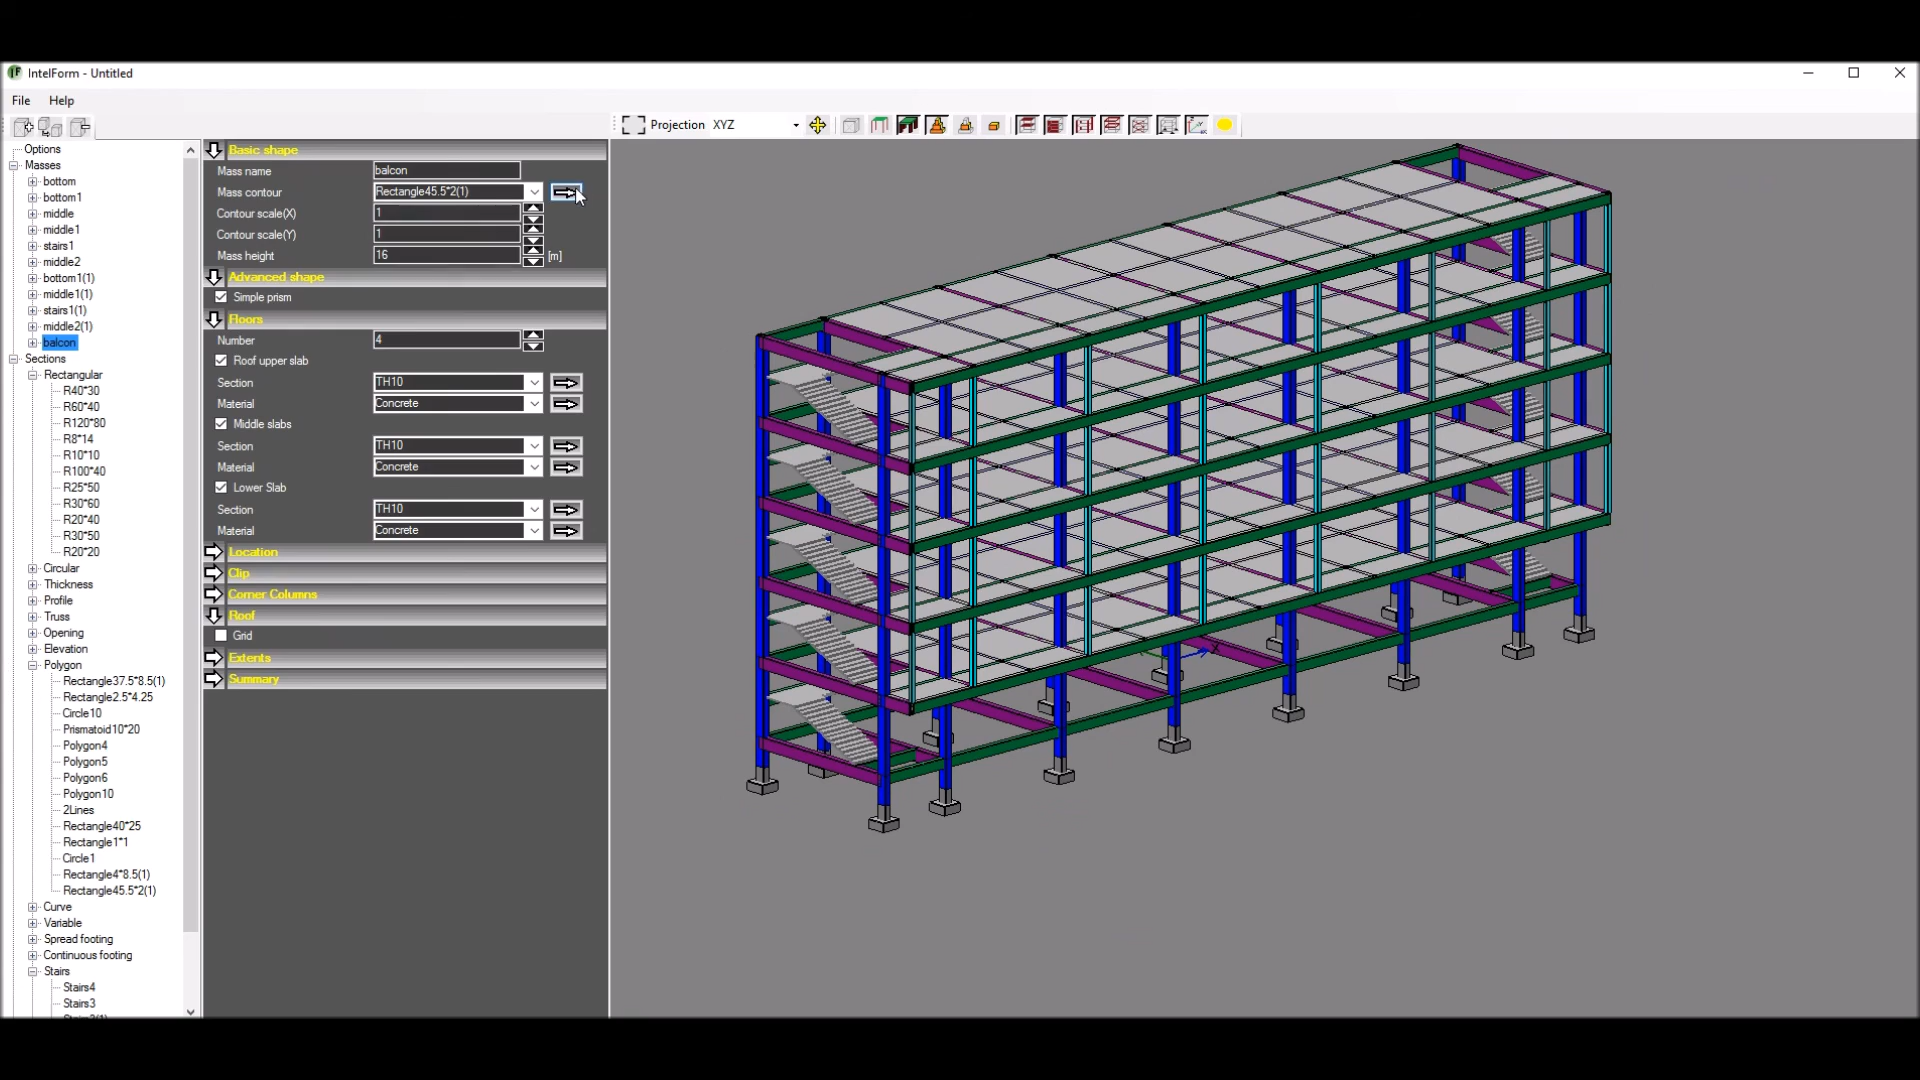 IntelForm - Untitled
File Help
Projection XYZ
Options
Masses
bottom
bottom1
middle
middle1
stairs1
middle2
bottom1(1)
middle1(1)
stairs1(1)
middle2(1)
balcon
Sections
Rectangular
R40*30
R60*40
R120*80
R8*14
R10*10
R100*40
R25*50
R30*60
R20*40
R30*50
R20*20
Circular
Thickness
Profile
Truss
Opening
Elevation
Polygon
Rectangle37.5*8.5(1)
Rectangle2.5*4.25
Circle10
Prismatoid10*20
Polygon4
Polygon5
Polygon6
Polygon10
2Lines
Rectangle40*25
Rectangle1*1
Circle1
Rectangle4*8.5(1)
Rectangle45.5*2(1)
Curve
Variable
Spread footing
Continuous footing
Stairs
Stairs4
Stairs3
Basic shape
Mass name balcon
Mass contour Rectangle45.5*2(1)
Contour scale(X) 1
Contour scale(Y) 1
Mass height 16 [m]
Advanced shape
Simple prism
Floors
Number 4
Roof upper slab
Section TH10
Material Concrete
Middle slabs
Section TH10
Material Concrete
Lower Slab
Section TH10
Material Concrete
Location
Clip
Corner Columns
Roof
Grid
Extents
Summary
X